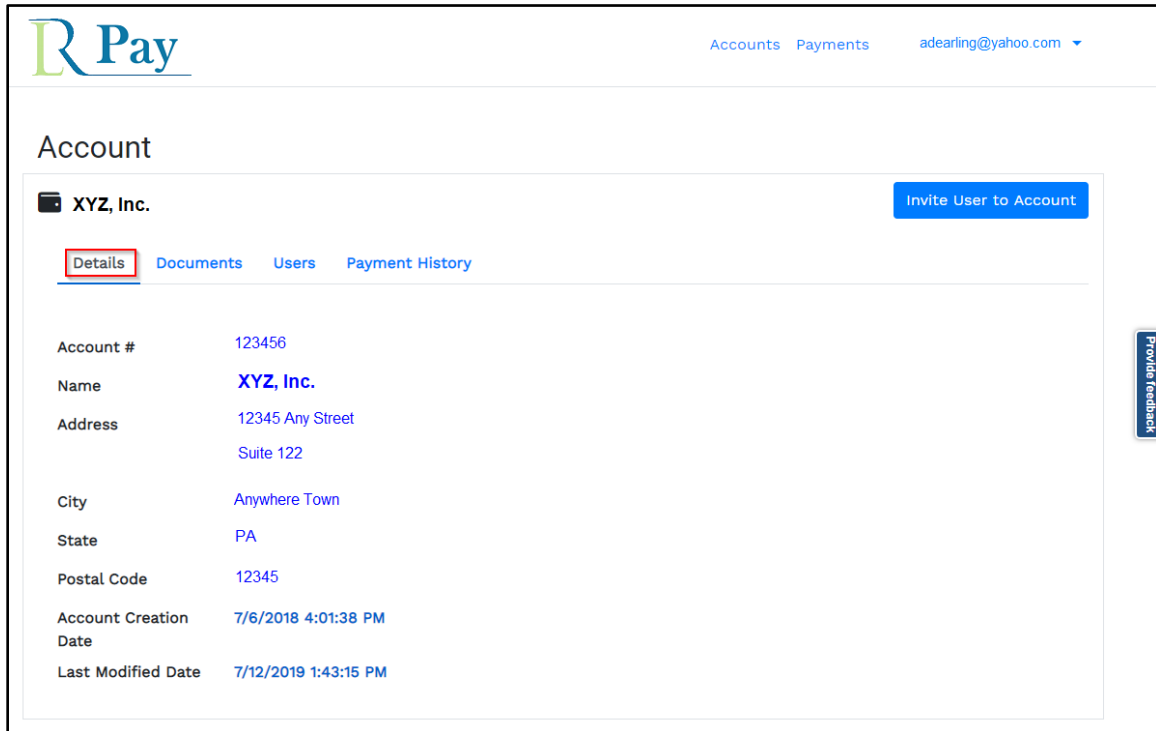 LR Pay
Accounts Payments adearling@yahoo.com
Account
XYZ, Inc.
Invite User to Account
Details Documents Users Payment History
Account # 123456
Name XYZ, Inc.
Address 12345 Any Street
Suite 122
City Anywhere Town
State PA
Postal Code 12345
Account Creation 7/6/2018 4:01:38 PM
Date
Last Modified Date 7/12/2019 1:43:15 PM
Provide feedback